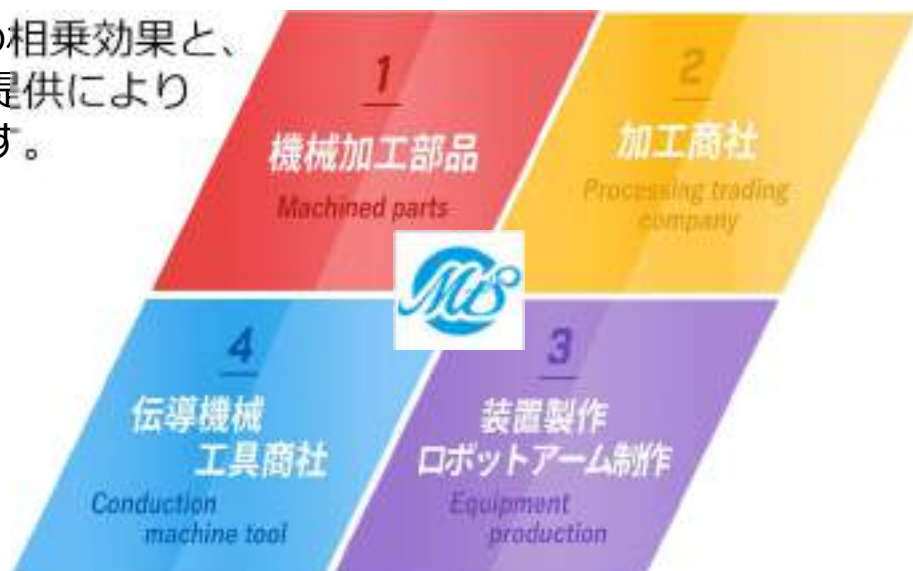 の相乗効果と、
提供により
す。
1
機械加工部品
Machined parts
2
加工商社
Processing trading
company
4
伝導機械
工具商社
Conduction
machine tool
3
装置製作
ロボットアーム制作
Equipment
production